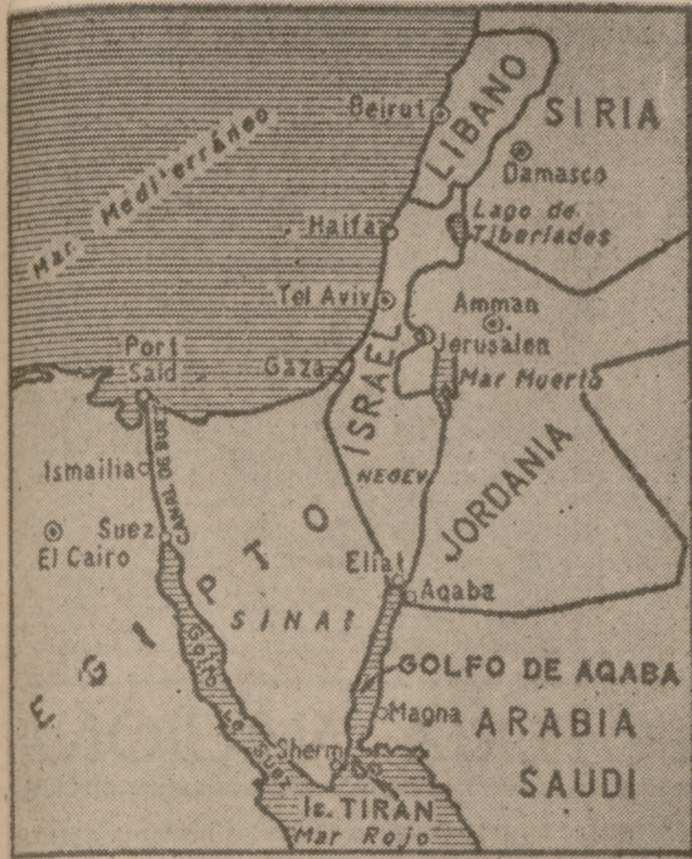 LIBANO
Beirut
SIRIA
Damasco
Mar Mediterráneo
Lago de
Tiberiades
Haifa
Tel Aviv
Amman
Jerusalen
Port
Said
Gaza
ISRAEL
Mar Muerto
Ismailia
CANAL DE SUEZ
NEGEV
JORDANIA
Suez
El Cairo
Eliat
Aqaba
EGIPTO
SINAI
GOLFO DE AQABA
Golfo de Suez
Magna
ARABIA
SAUDI
Sherm
Is. TIRAN
Mar Rojo